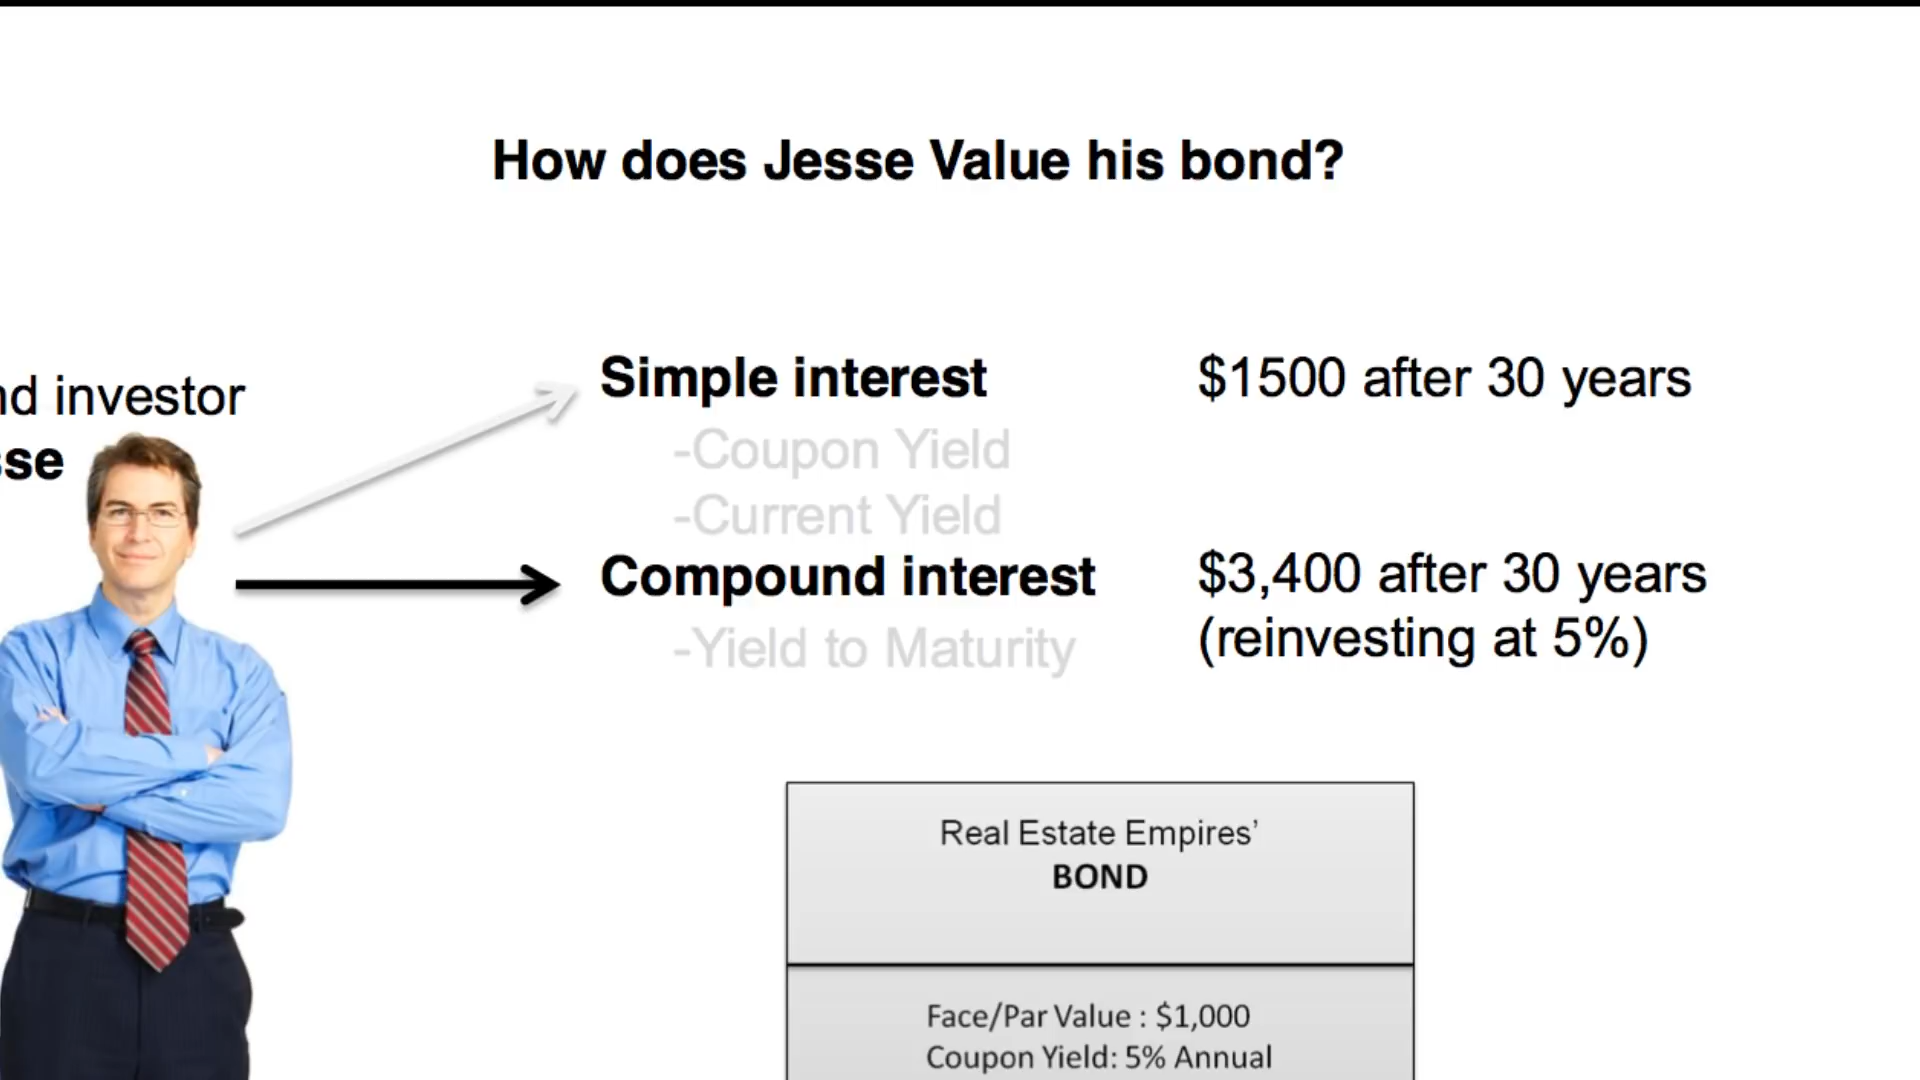 How does Jesse Value his bond?
investor
Simple interest
$1500 after 30 years
-Coupon Yield
-Current Yield
Compound interest
$3,400 after 30 years
(reinvesting at 5%)
-Yield to Maturity
Real Estate Empires’
BOND
Face/Par Value : $1,000
Coupon Yield: 5% Annual